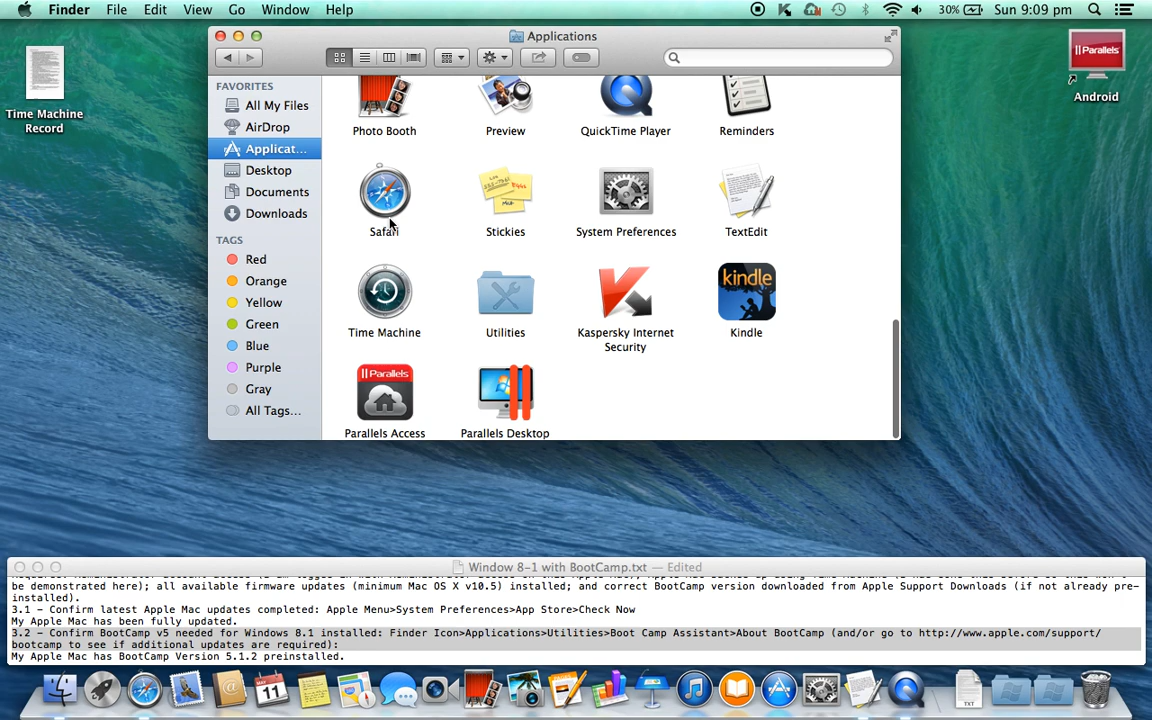 Finder File Edit View Go Window Help
30% Sun 9:09 pm
Applications
Time Machine
Record
Parallels
Android
FAVORITES
All My Files
AirDrop
Applicat...
Desktop
Documents
Downloads
TAGS
Red
Orange
Yellow
Green
Blue
Purple
Gray
All Tags...
Photo Booth Preview QuickTime Player Reminders
Safari Stickies System Preferences TextEdit
kindle
Time Machine Utilities Kaspersky Internet Kindle
Security
Parallels
Parallels Access Parallels Desktop
Window 8-1 with BootCamp.txt — Edited
be demonstrated here); all available firmware updates (minimum Mac OS X v10.5) installed; and correct BootCamp version downloaded from Apple Support Downloads (if not already pre-
installed).
3.1 - Confirm latest Apple Mac updates completed: Apple Menu>System Preferences>App Store>Check Now
My Apple Mac has been fully updated.
3.2 - Confirm BootCamp v5 needed for Windows 8.1 installed: Finder Icon>Applications>Utilities>Boot Camp Assistant>About BootCamp (and/or go to http://www.apple.com/support/
bootcamp to see if additional updates are required):
My Apple Mac has BootCamp Version 5.1.2 preinstalled.
MAY
11
TXT